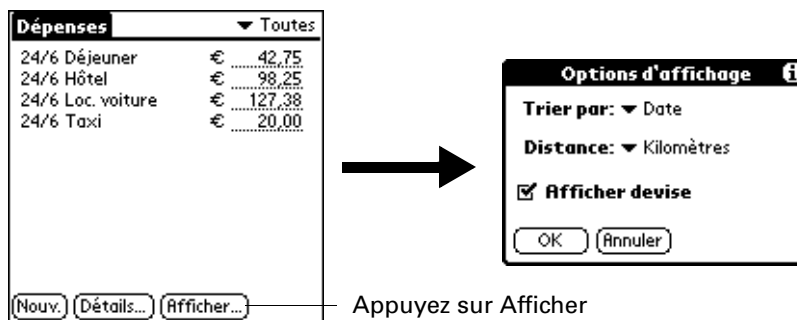 Dépenses
Toutes
24/6 Déjeuner € 42,75
24/6 Hôtel € 98,25
24/6 Loc. voiture € 127,38
24/6 Taxi € 20,00
Nouv. Détails... Afficher...
Appuyez sur Afficher
Options d'affichage i
Trier par: Date
Distance: Kilomètres
Afficher devise
OK Annuler